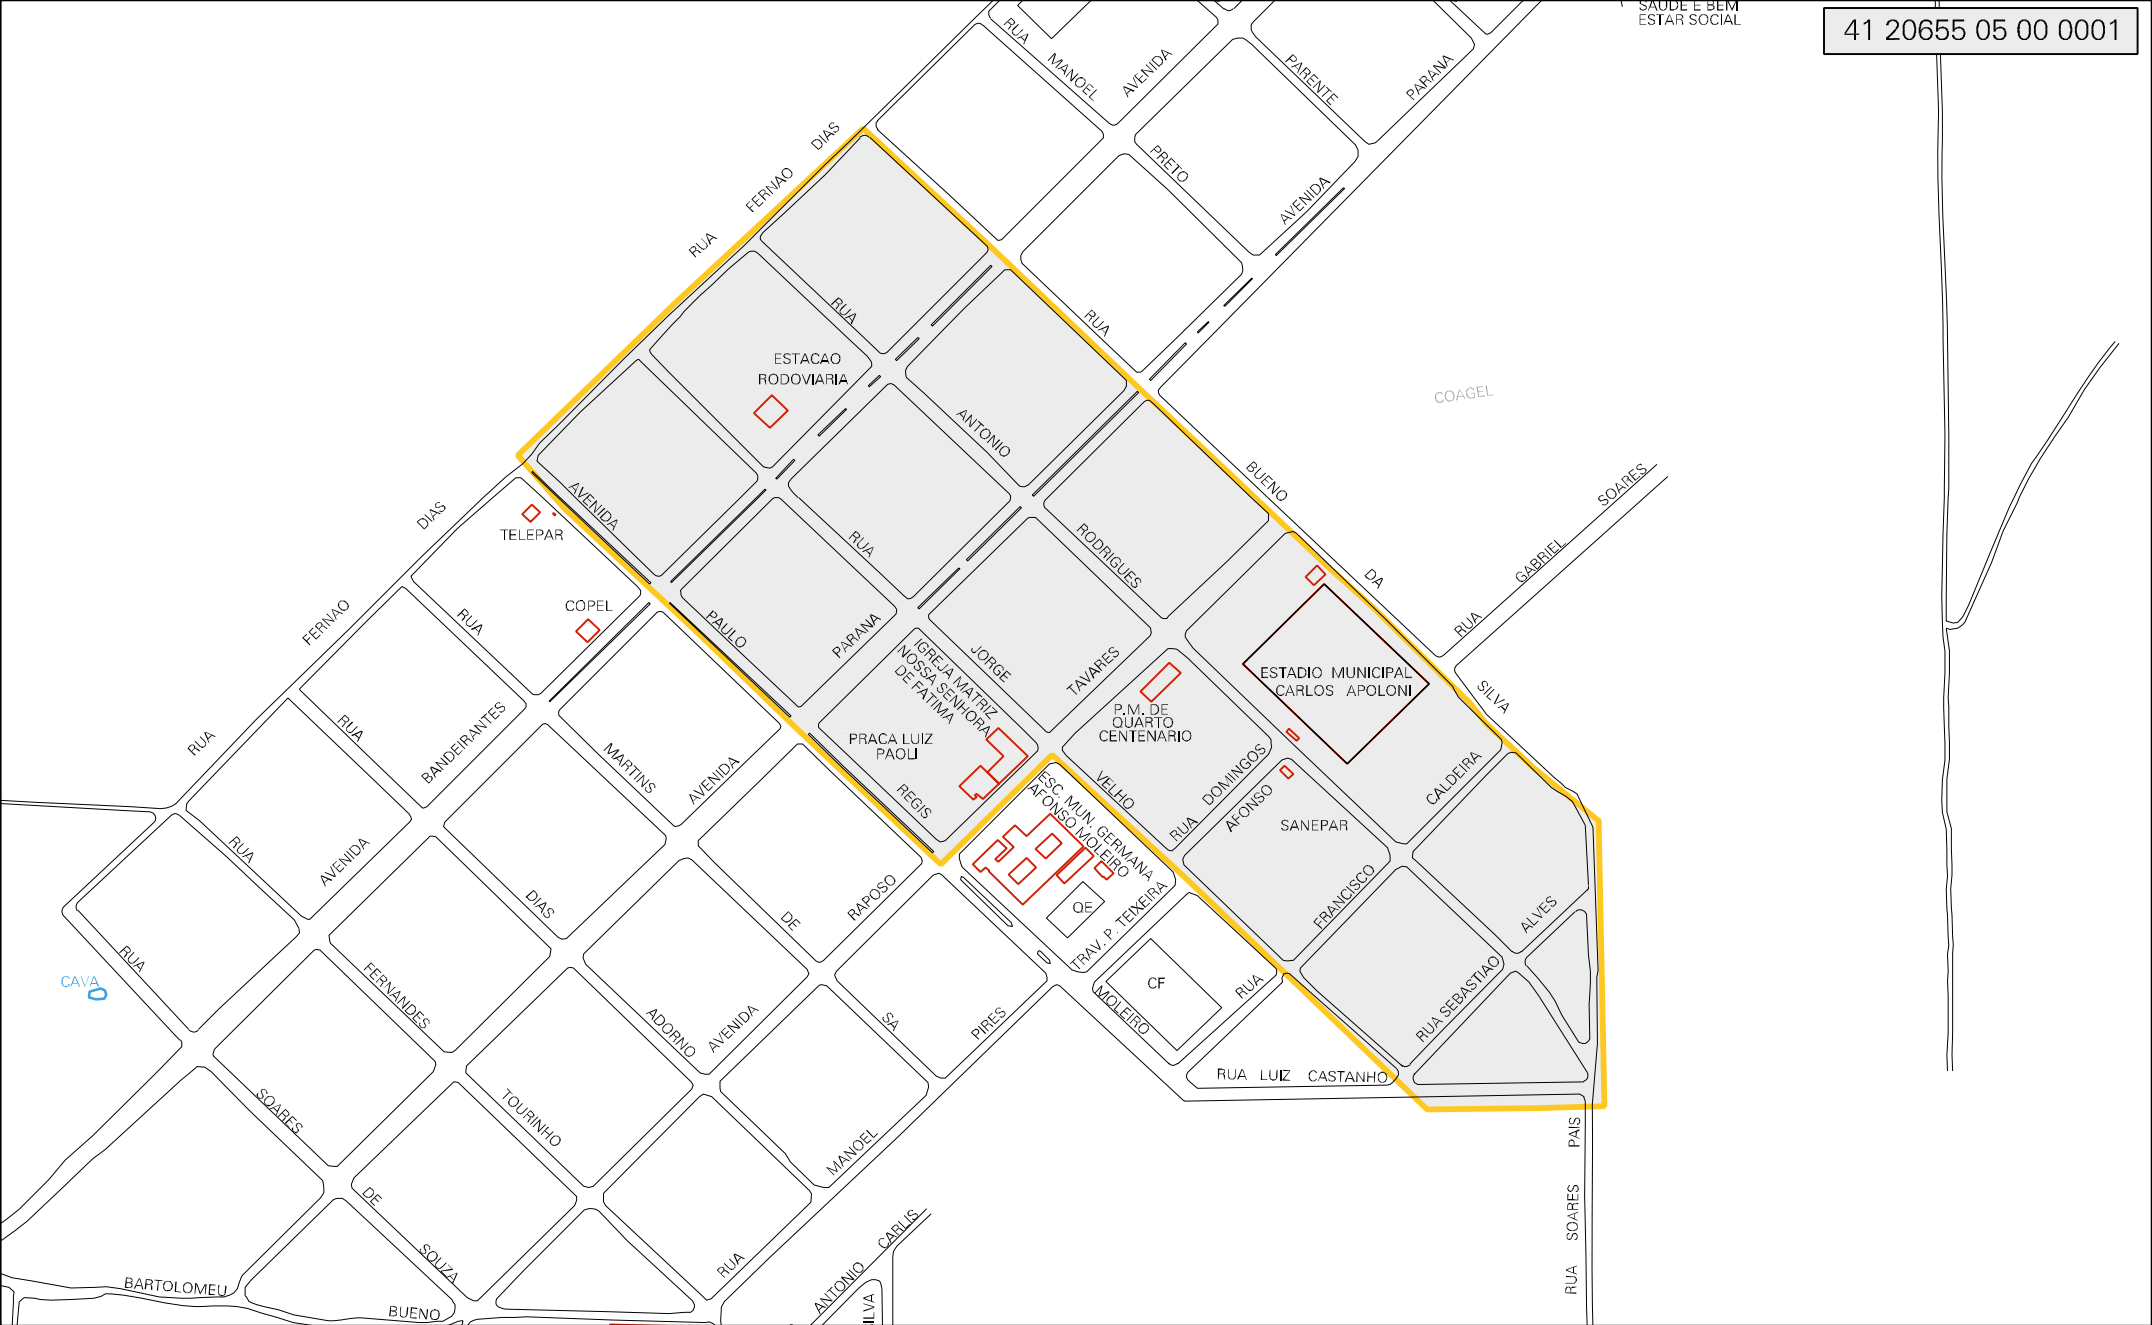 SAUDE E BEM
ESTAR SOCIAL
41 20655 05 00 0001
RUA
MANOEL
AVENIDA
PARENTE
PARANA
DIAS
FERNAO
RUA
PRETO
AVENIDA
RUA
RUA
ESTACAO
RODOVIARIA
COAGEL
ANTONIO
BUENO
SOARES
GABRIEL
RUA
AVENIDA
DIAS
TELEPAR
RUA
RODRIGUES
DA
COPEL
FERNAO
RUA
PAULO
PARANA
IGREJA MATRIZ
NOSSA SENHORA
DE FATIMA
JORGE
TAVARES
ESTADIO MUNICIPAL
CARLOS APOLONI
SILVA
P.M. DE
QUARTO
CENTENARIO
PRACA LUIZ
PAOLI
RUA
RUA
BANDEIRANTES
MARTINS
AVENIDA
REGIS
VELHO
RUA
DOMINGOS
AFONSO
CALDEIRA
SANEPAR
ESC. MUN. GERMANA
AFONSO MOLEIRO
QE
TRAV. P. TEIXEIRA
RUA
AVENIDA
DIAS
DE
RAPOSO
FRANCISCO
ALVES
RUA SEBASTIAO
CF
MOLEIRO
RUA
RUA
CAVA
FERNANDES
ADORNO
AVENIDA
SA
PIRES
RUA LUIZ CASTANHO
SOARES
TOURINHO
MANOEL
PAIS
SOARES
RUA
DE
SOUZA
RUA
CARLIS
ANTONIO
ILVA
BARTOLOMEU
BUENO